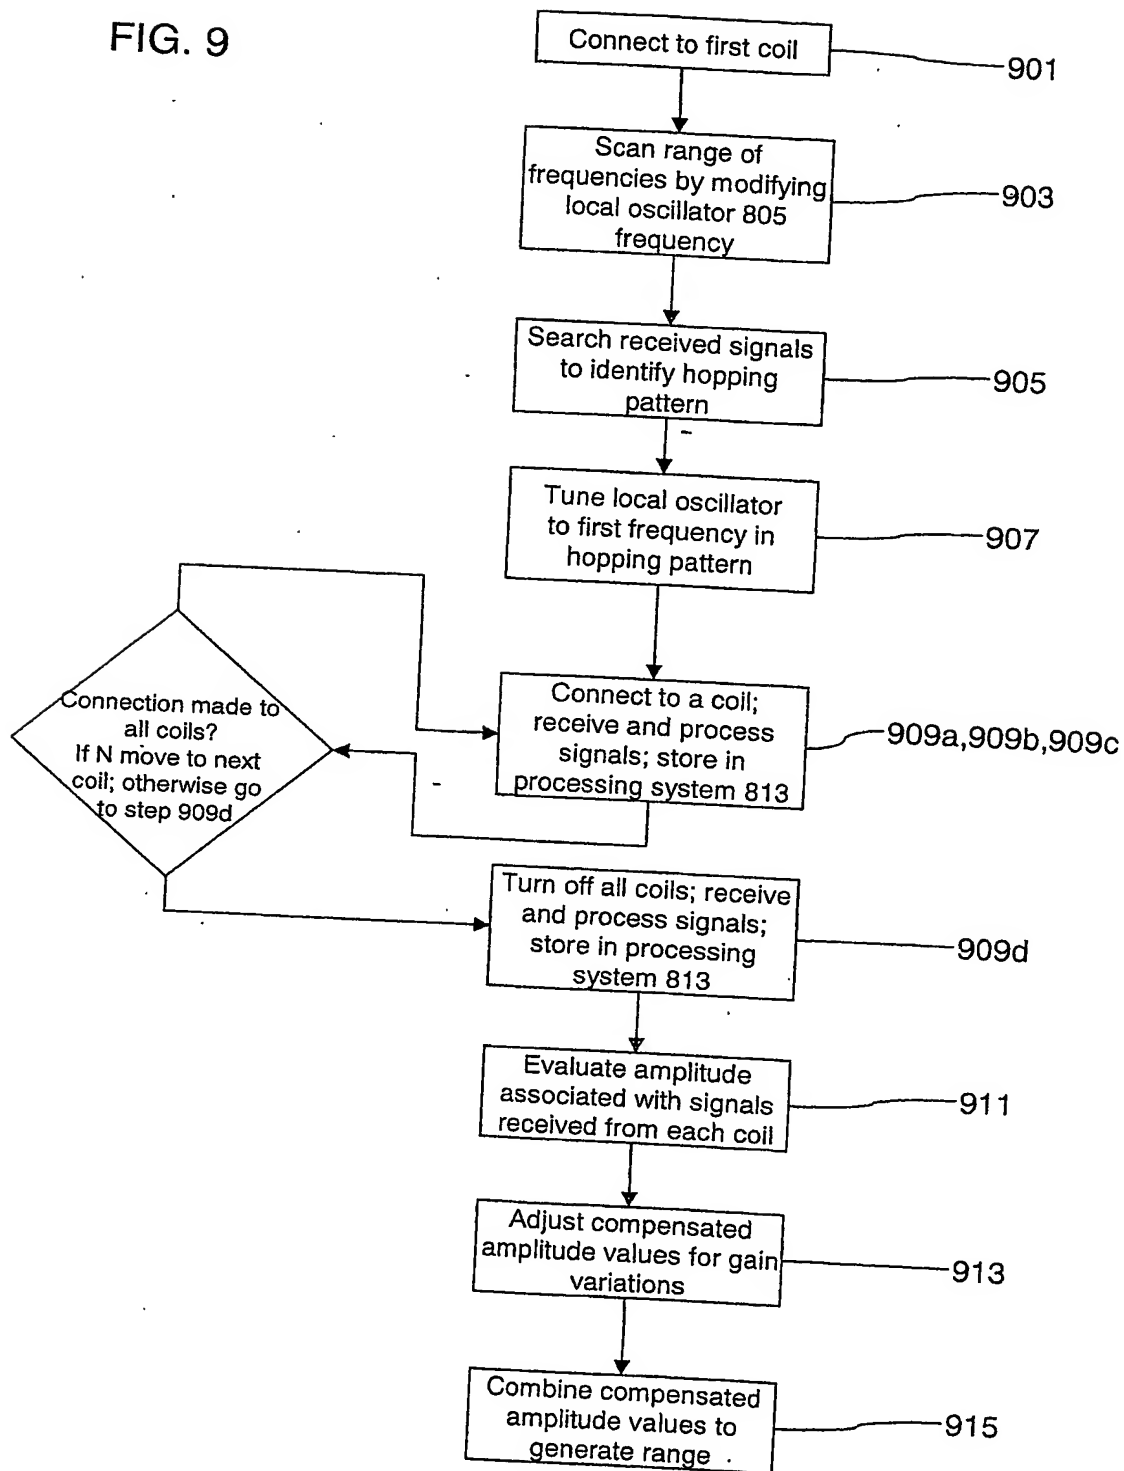 FIG. 9
Connect to first coil
901
Scan range of
frequencies by modifying
local oscillator 805
frequency
903
Search received signals
to identify hopping
pattern
905
Tune local oscillator
to first frequency in
hopping pattern
907
Connection made to
all coils?
If N move to next
coil; otherwise go
to step 909d
Connect to a coil;
receive and process
signals; store in
processing system 813
909a,909b,909c
Turn off all coils; receive
and process signals;
store in processing
system 813
909d
Evaluate amplitude
associated with signals
received from each coil
911
Adjust compensated
amplitude values for gain
variations
913
Combine compensated
amplitude values to
generate range
915